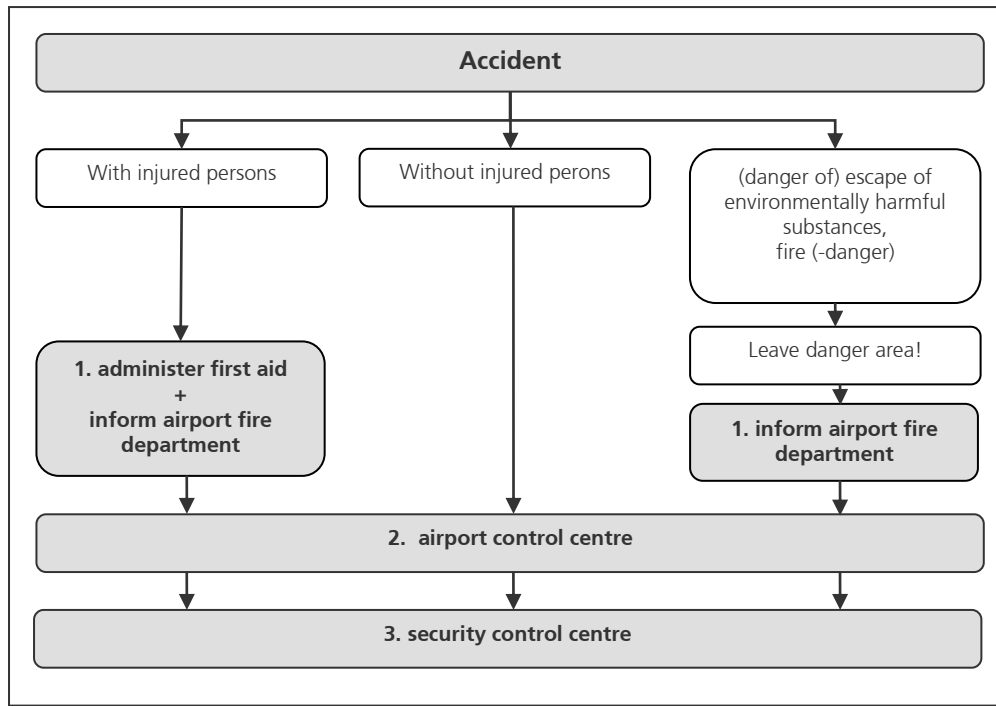 Accident
With injured persons
Without injured perons
(danger of) escape of
environmentally harmful
substances,
fire (-danger)
Leave danger area!
1. administer first aid
+
inform airport fire
department
1. inform airport fire
department
2. airport control centre
3. security control centre